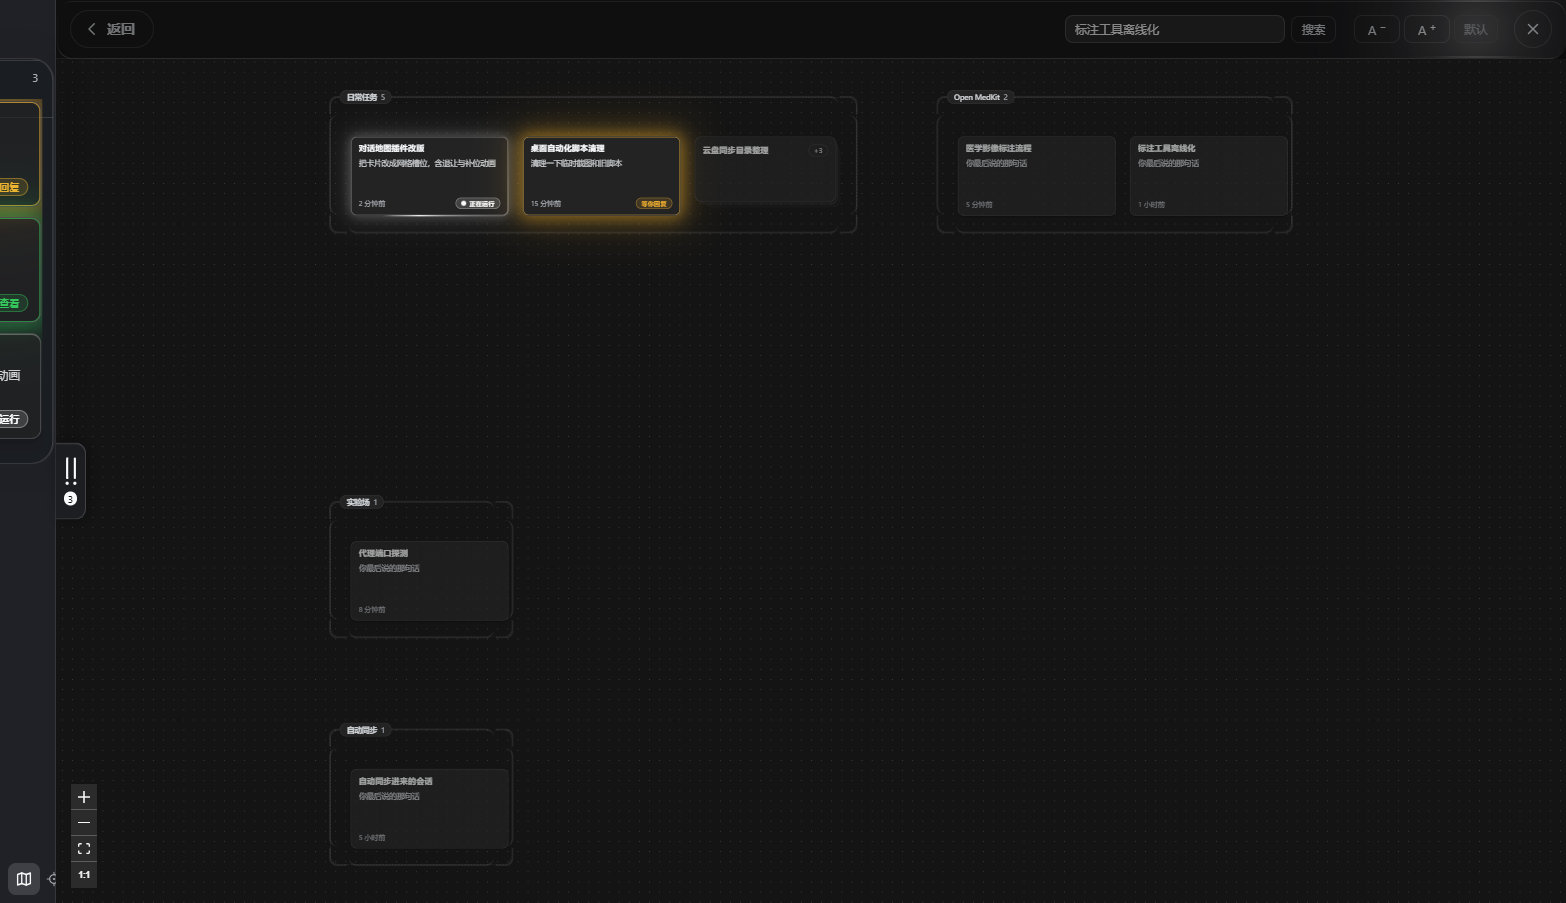 返回
标注工具离线化
搜索
A⁻
A⁺
默认
3
回复
查看
动画
运行
3
日常任务 5
对话地图插件改版
把卡片改成网格槽位，含退让与补位动画
2 分钟前
正在运行
桌面自动化脚本清理
清理一下临时截图和旧脚本
15 分钟前
等你回复
云盘同步目录整理
+3
Open MedKit 2
医学影像标注流程
你最后说的那句话
5 分钟前
标注工具离线化
你最后说的那句话
1 小时前
实验场 1
代理端口探测
你最后说的那句话
8 分钟前
自动同步 1
自动同步进来的会话
你最后说的那句话
5 小时前
1:1